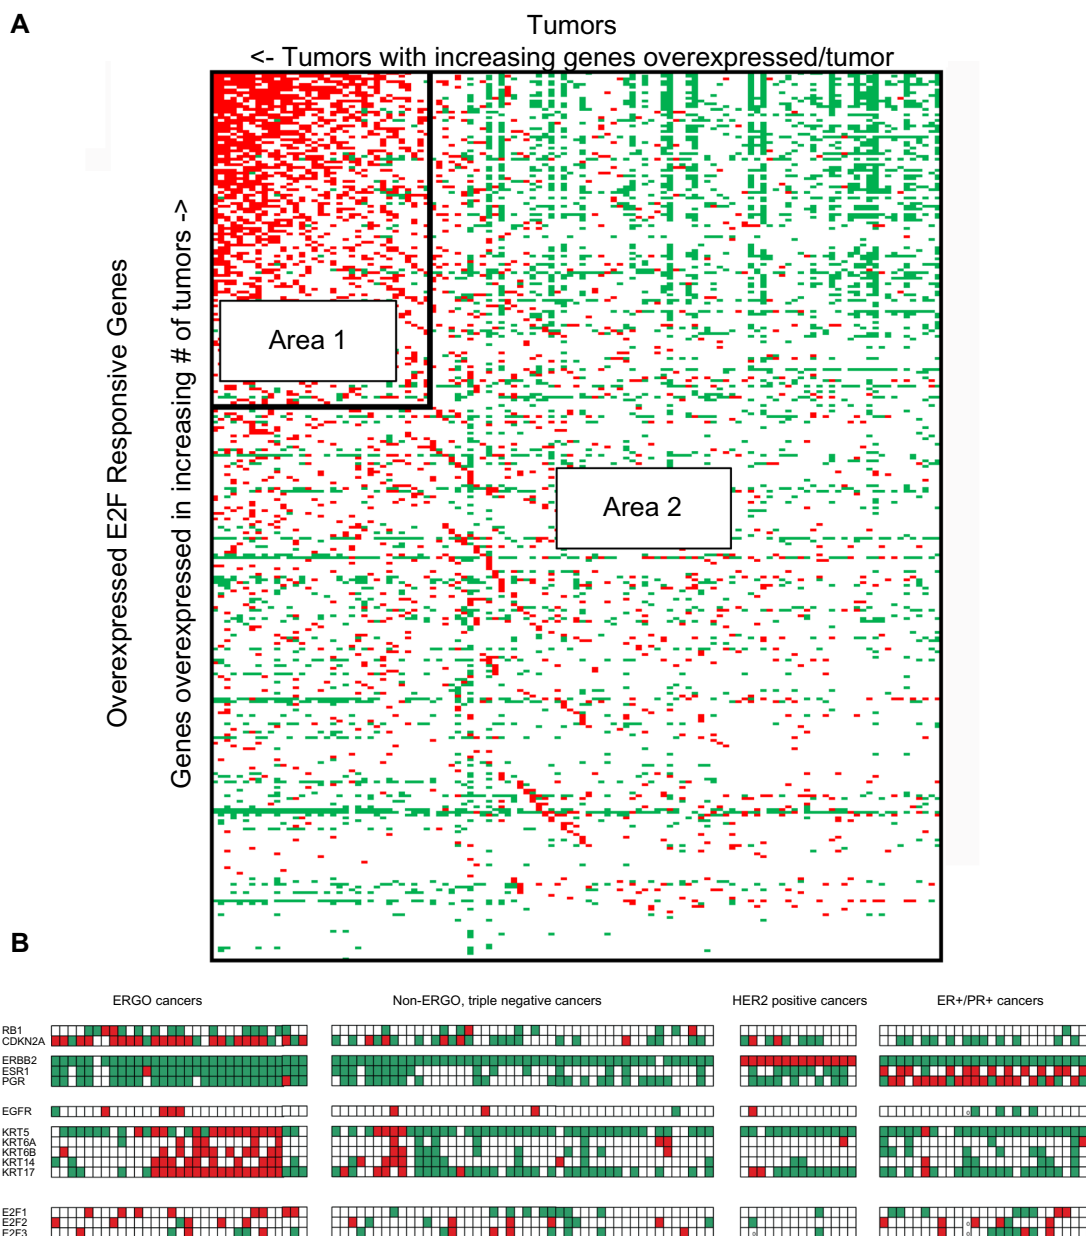 A
Tumors
<- Tumors with increasing genes overexpressed/tumor
Overexpressed E2F Responsive Genes
Genes overexpressed in increasing # of tumors ->
Area 1
Area 2
B
ERGO cancers
Non-ERGO, triple negative cancers
HER2 positive cancers
ER+/PR+ cancers
RB1
CDKN2A
ERBB2
ESR1
PGR
EGFR
KRT5
KRT6A
KRT6B
KRT14
KRT17
E2F1
E2F2
E2F3